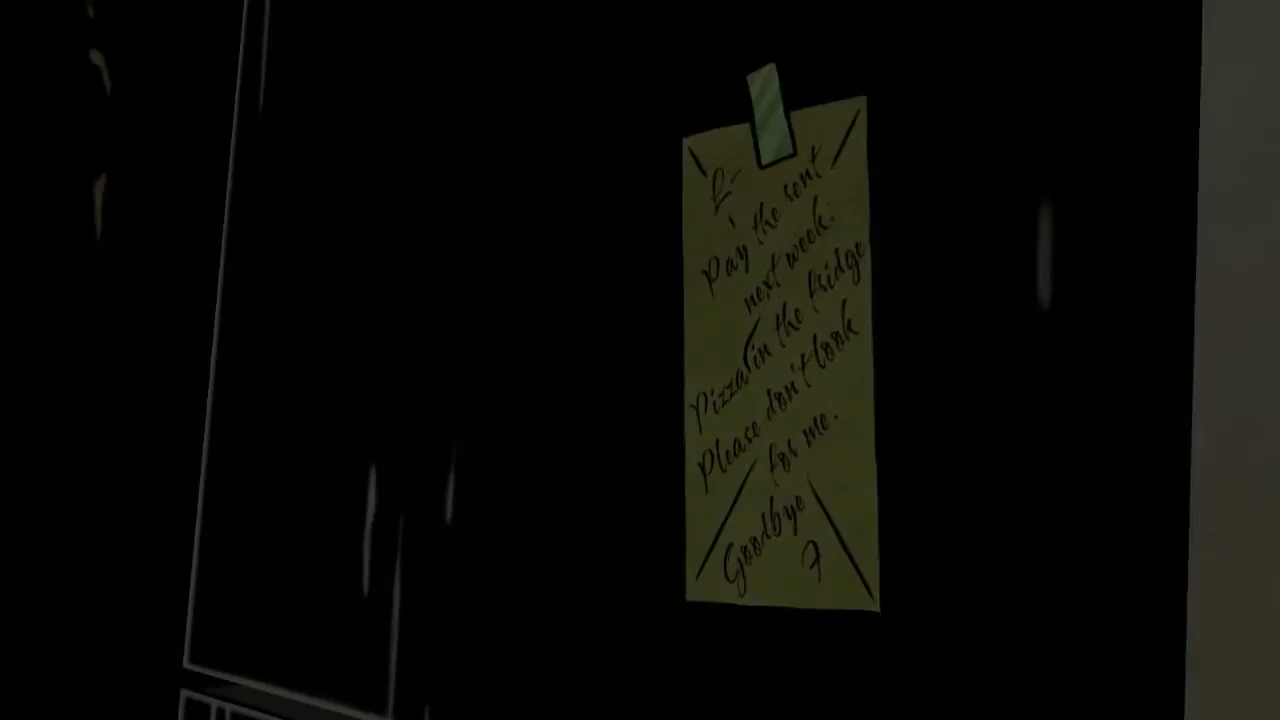 Pay the rent
next week.
Pizza in the fridge
Please don't look
for me.
Goodbye
F